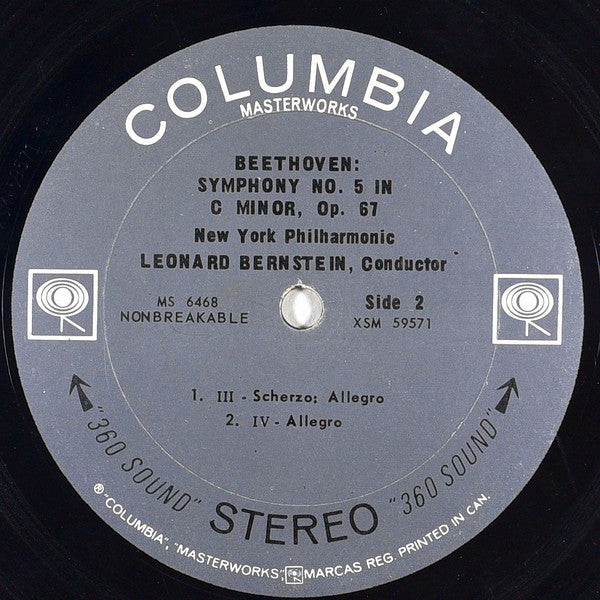 COLUMBIA
MASTERWORKS
BEETHOVEN:
SYMPHONY NO. 5 IN
C MINOR, Op. 67
New York Philharmonic
LEONARD BERNSTEIN, Conductor
MS 6468
NONBREAKABLE
Side 2
XSM 59571
1. III - Scherzo: Allegro
2. IV - Allegro
"360 SOUND"
STEREO
"360 SOUND"
® "COLUMBIA", "MASTERWORKS", MARCAS REG. PRINTED IN CAN.